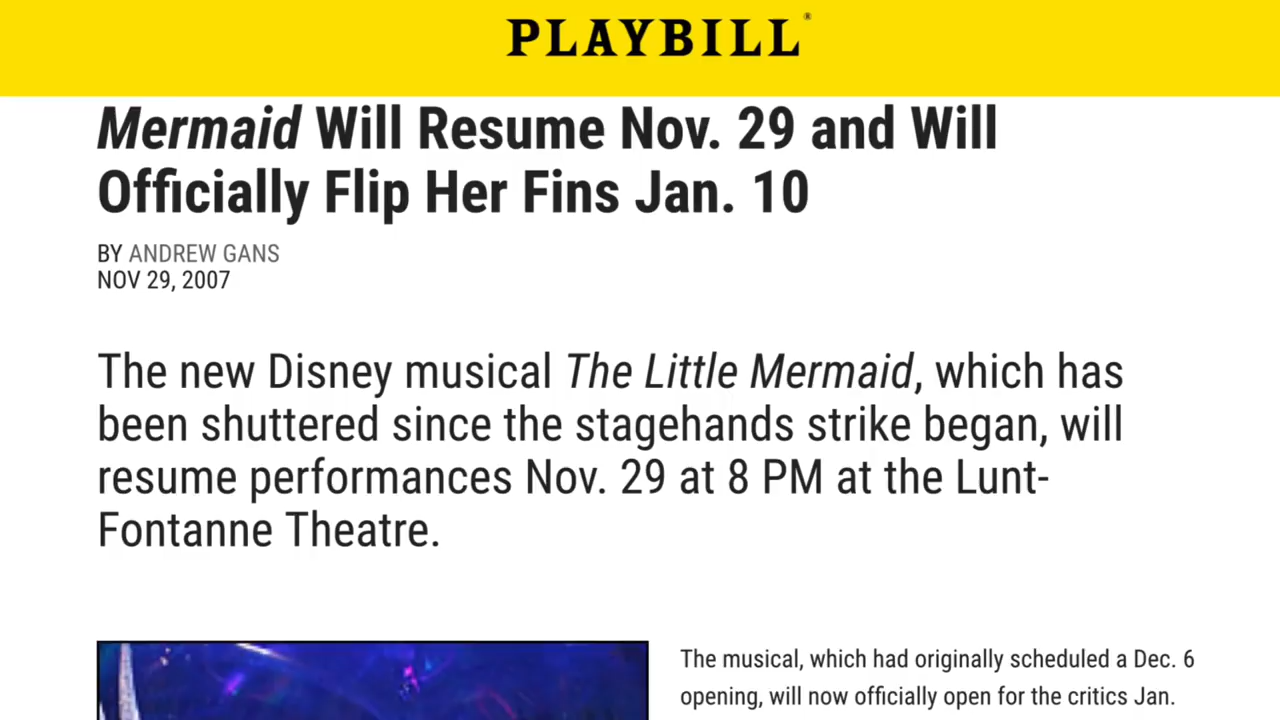 PLAYBILL®
Mermaid Will Resume Nov. 29 and Will
Officially Flip Her Fins Jan. 10
BY ANDREW GANS
NOV 29, 2007
The new Disney musical The Little Mermaid, which has
been shuttered since the stagehands strike began, will
resume performances Nov. 29 at 8 PM at the Lunt-
Fontanne Theatre.
The musical, which had originally scheduled a Dec. 6
opening, will now officially open for the critics Jan.